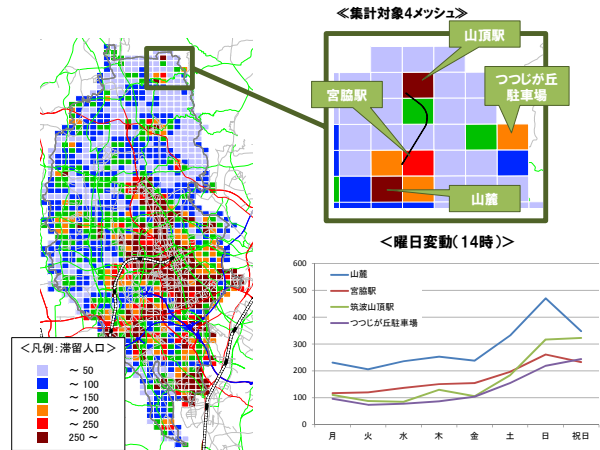 ≪集計対象4メッシュ≫
山頂駅
つつじが丘
駐車場
宮脇駅
山麓
＜凡例：滞留人口＞
～ 50
～ 100
～ 150
～ 200
～ 250
250 ～
＜曜日変動（14時）＞
600
500
400
300
200
100
0
山麓
宮脇駅
筑波山頂駅
つつじが丘駐車場
月 火 水 木 金 土 日 祝日